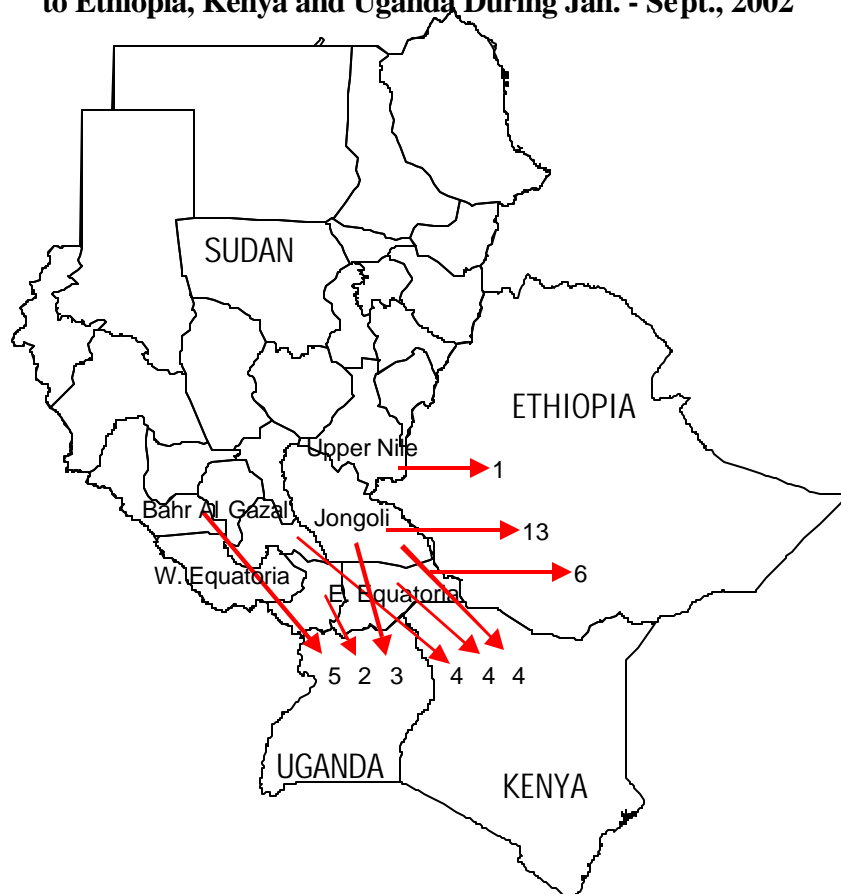 to Ethiopia, Kenya and Uganda During Jan. - Sept., 2002
SUDAN
ETHIOPIA
Upper Nile
1
Bahr Al Gazal
Jongoli
13
W. Equatoria
E. Equatoria
6
5 2 3 4 4 4
UGANDA
KENYA